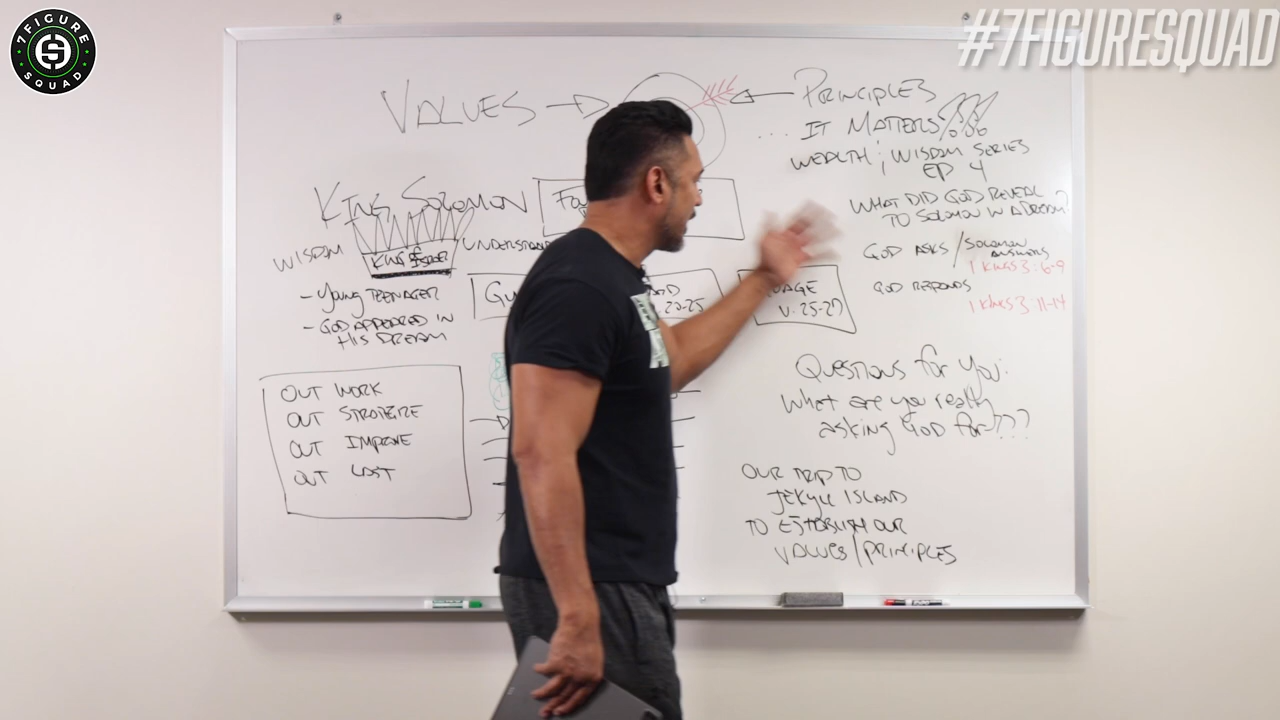 7 FIGURE SQUAD
#7FIGURESQUAD
VALUES
PRINCIPLES
... IT MATTERS
WEALTH & WISDOM SERIES
EP 4
KING SOLOMON
WISDOM
KING OF ISRAEL
- YOUNG TEENAGER
- GOD APPEARED IN
HIS DREAM
OUT WORK
OUT STRATEGIZE
OUT IMPROVE
OUT LAST
V. 25-27
WHAT DID GOD REVEAL
TO SOLOMON IN A DREAM?
GOD ASKS / SOLOMON
ANSWERS
1 KINGS 3:6-9
GOD RESPONDS
1 KINGS 3:11-14
QUESTIONS FOR YOU:
What are you really
asking GOD for???
OUR TRIP TO
JEKYLL ISLAND
TO ESTABLISH OUR
VALUES/PRINCIPLES